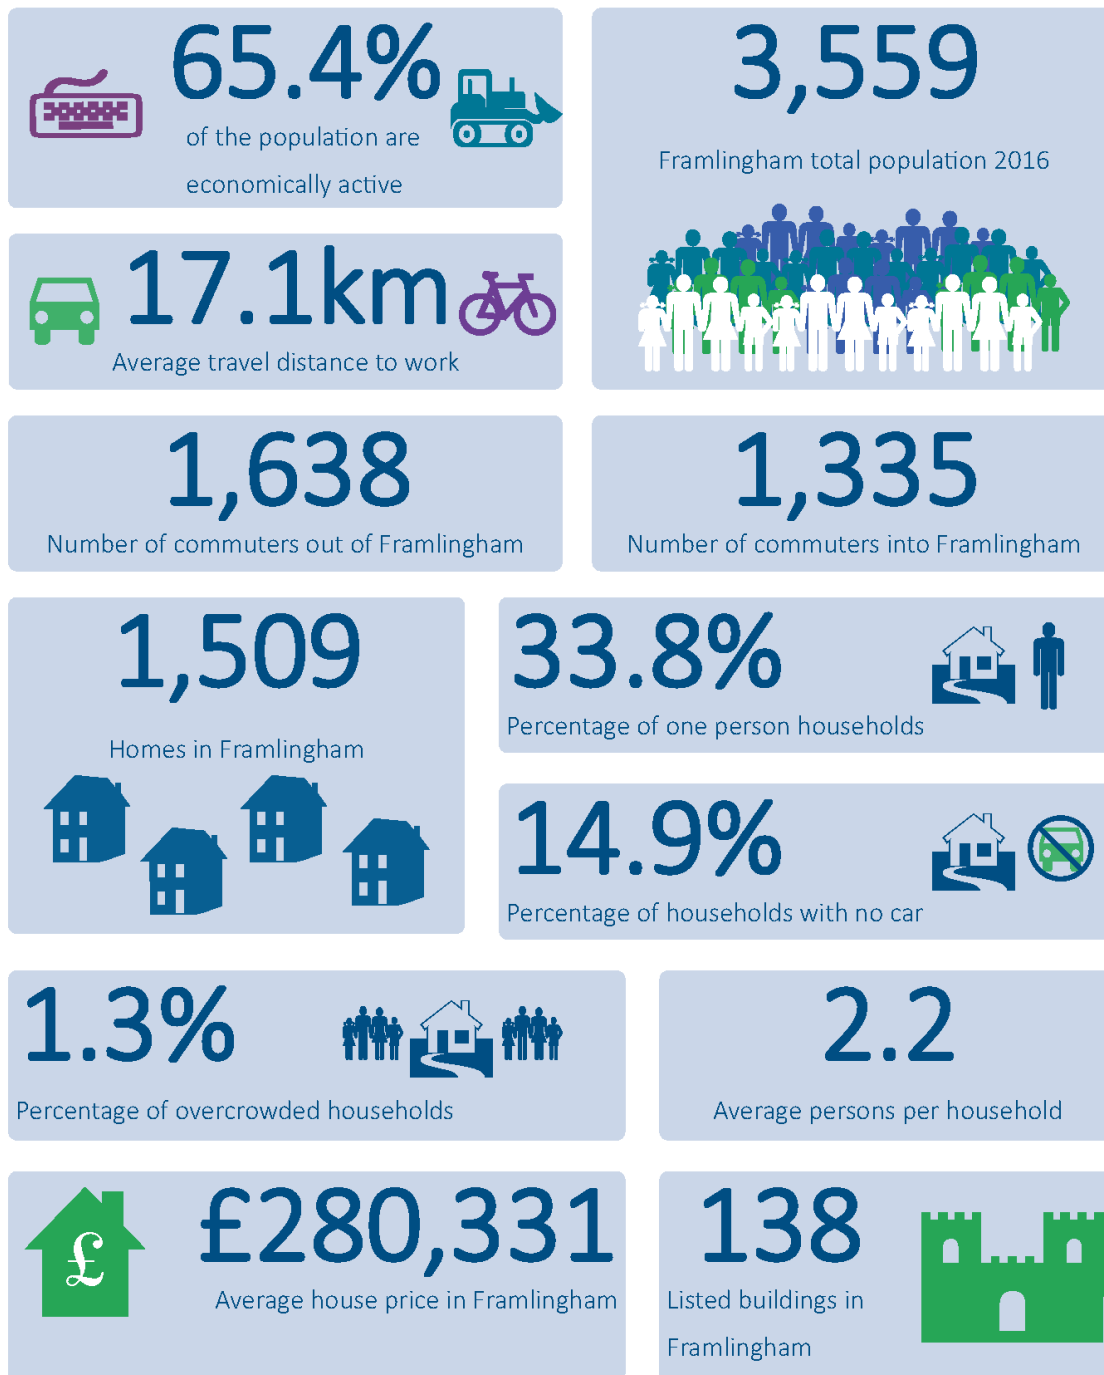 65.4%
of the population are
economically active
3,559
Framlingham total population 2016
17.1km
Average travel distance to work
1,638
Number of commuters out of Framlingham
1,335
Number of commuters into Framlingham
1,509
Homes in Framlingham
33.8%
Percentage of one person households
14.9%
Percentage of households with no car
1.3%
Percentage of overcrowded households
2.2
Average persons per household
£
£280,331
Average house price in Framlingham
138
Listed buildings in
Framlingham